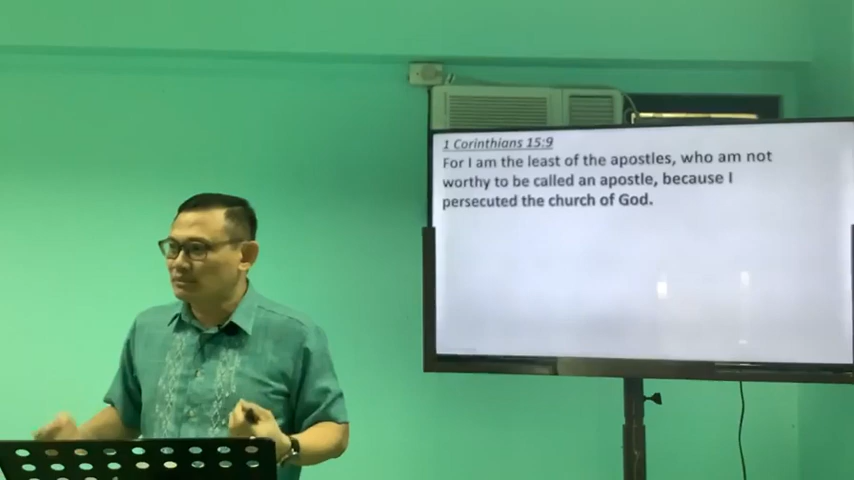 1 Corinthians 15:9
For I am the least of the apostles, who am not
worthy to be called an apostle, because I
persecuted the church of God.